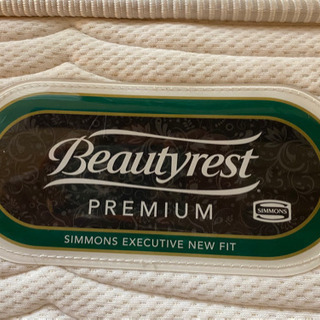 Beautyrest
PREMIUM
SIMMONS
SIMMONS EXECUTIVE NEW FIT